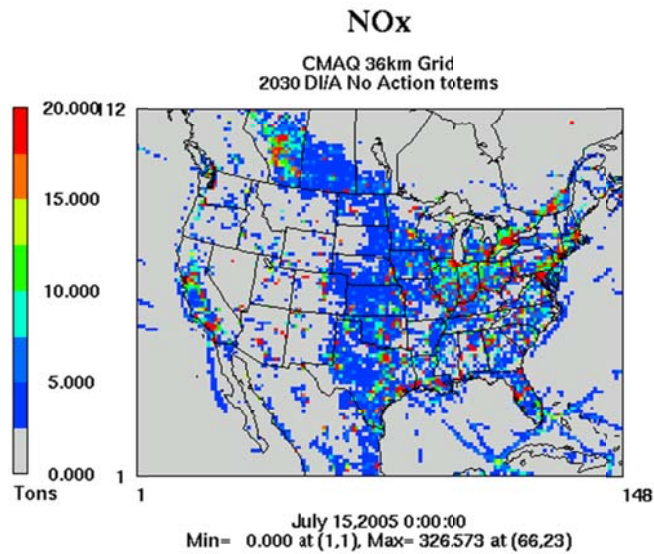 NOx
CMAQ 36km Grid
2030 DI/A No Action totems
20.000
15.000
10.000
5.000
0.000
Tons
112
1
1
148
July 15,2005 0:00:00
Min= 0.000 at (1,1), Max= 326.573 at (66,23)